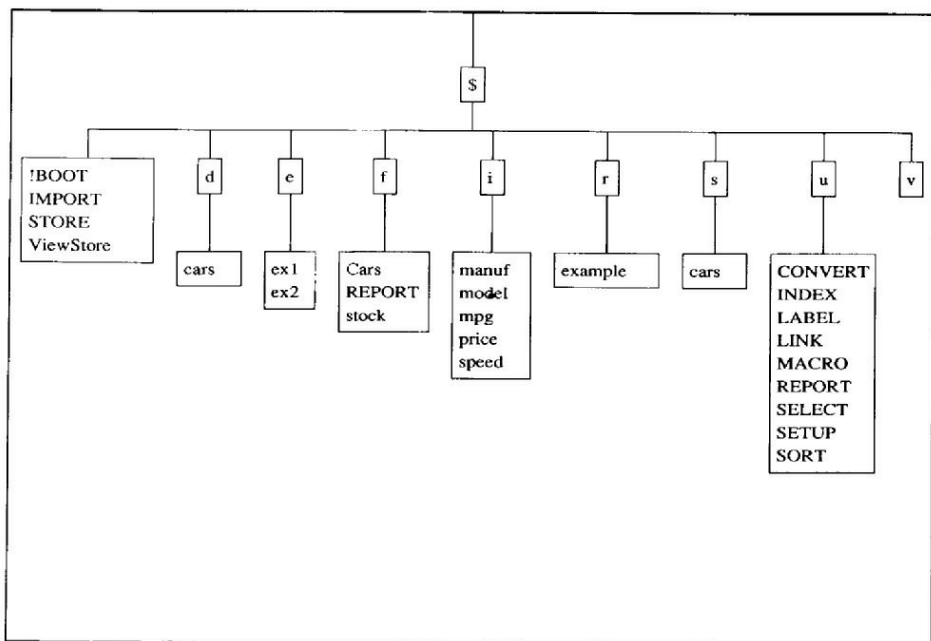 $
!BOOT
IMPORT
STORE
ViewStore
d
e
f
i
r
s
u
v
cars
ex1
ex2
Cars
REPORT
stock
manuf
model
mpg
price
speed
example
cars
CONVERT
INDEX
LABEL
LINK
MACRO
REPORT
SELECT
SETUP
SORT